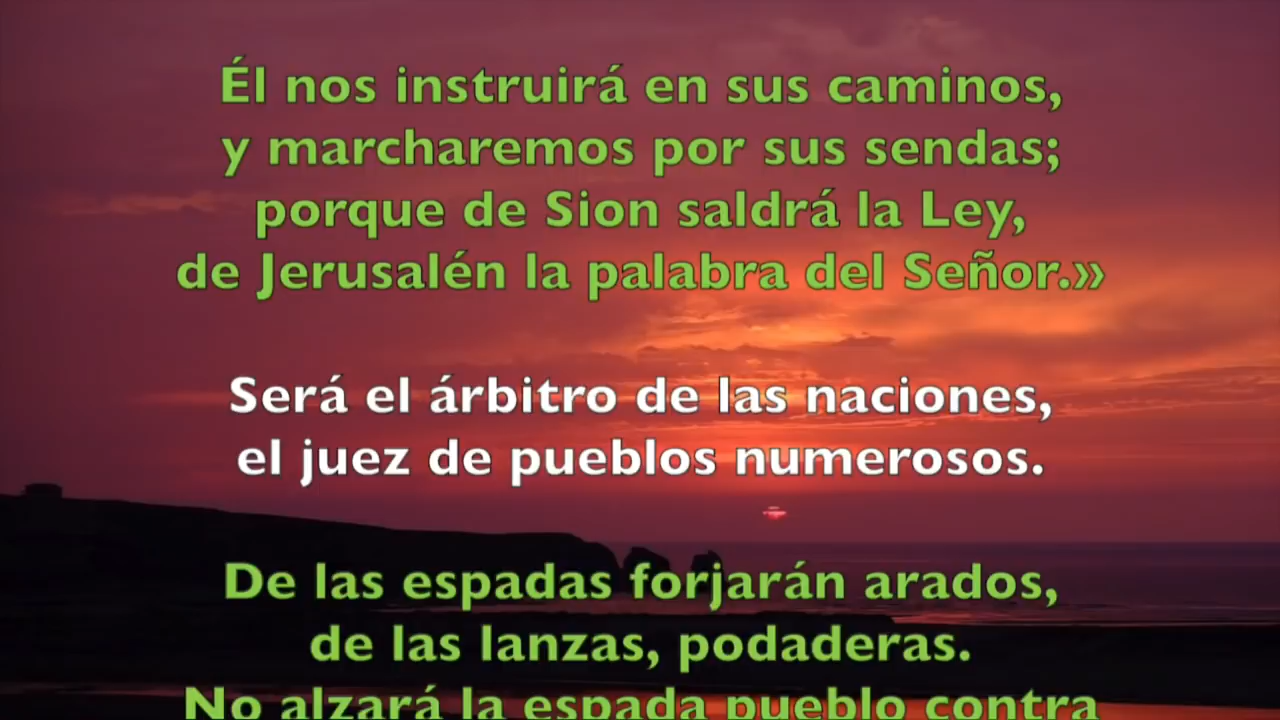 Él nos instruirá en sus caminos,
y marcharemos por sus sendas;
porque de Sion saldrá la Ley,
de Jerusalén la palabra del Señor.»
Será el árbitro de las naciones,
el juez de pueblos numerosos.
De las espadas forjarán arados,
de las lanzas, podaderas.
No alzará la espada pueblo contra